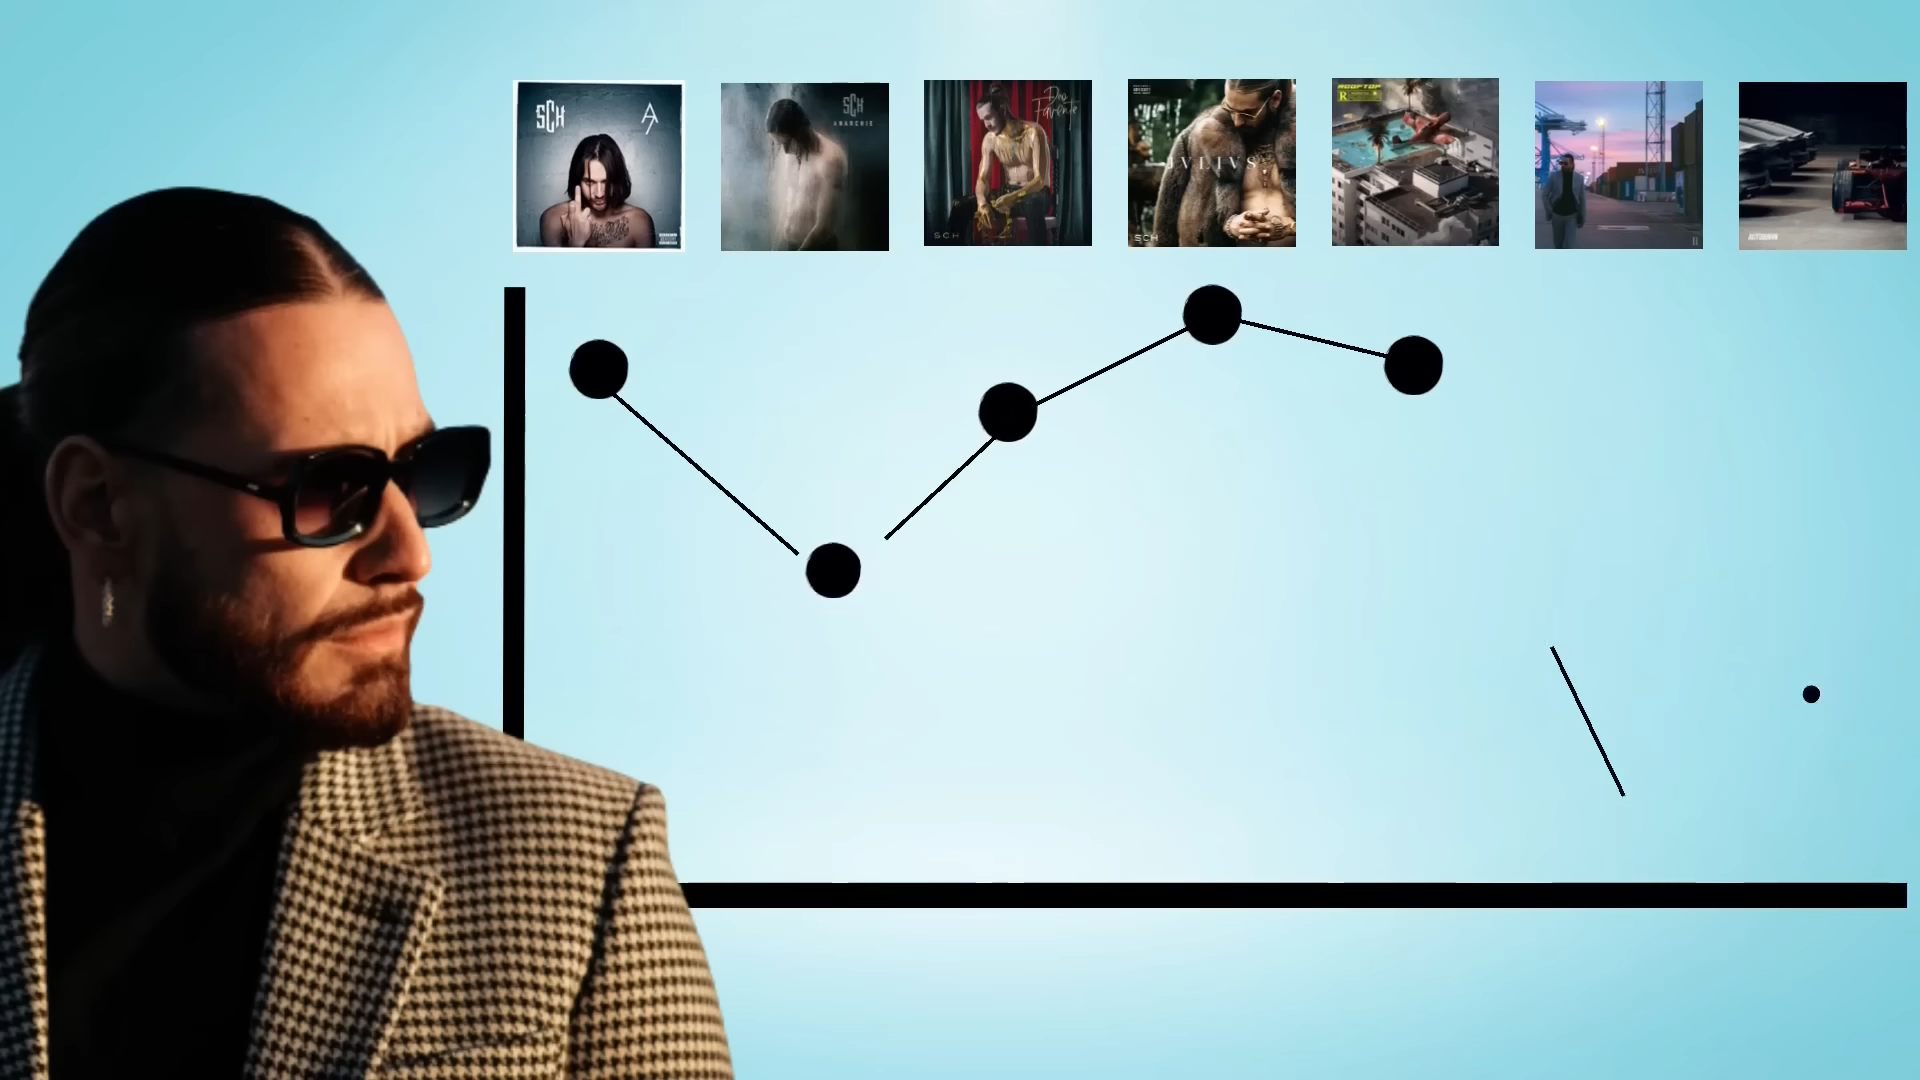 SCH
A7
SCH
ANARCHIE
Deo
Favente
SCH
JVLIVS
SCH
ROOFTOP
R
AUTOBAHN